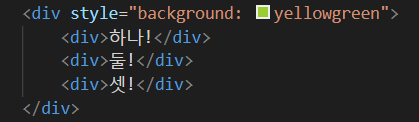 <div style="background: yellowgreen">
<div>하나!</div>
<div>둘!</div>
<div>셋!</div>
</div>